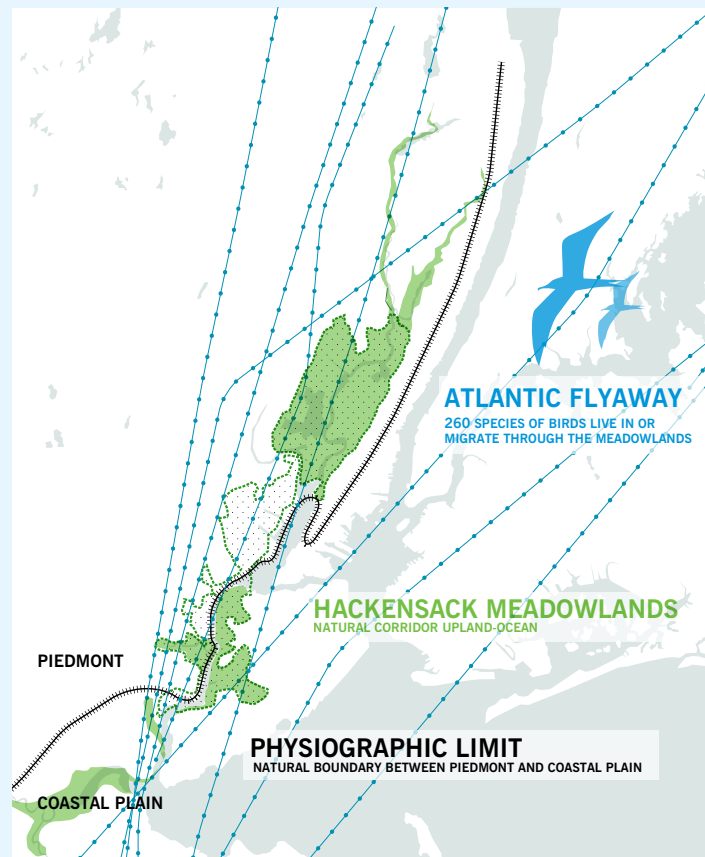 ATLANTIC FLYAWAY
260 SPECIES OF BIRDS LIVE IN OR
MIGRATE THROUGH THE MEADOWLANDS
HACKENSACK MEADOWLANDS
NATURAL CORRIDOR UPLAND-OCEAN
PIEDMONT
PHYSIOGRAPHIC LIMIT
NATURAL BOUNDARY BETWEEN PIEDMONT AND COASTAL PLAIN
COASTAL PLAIN